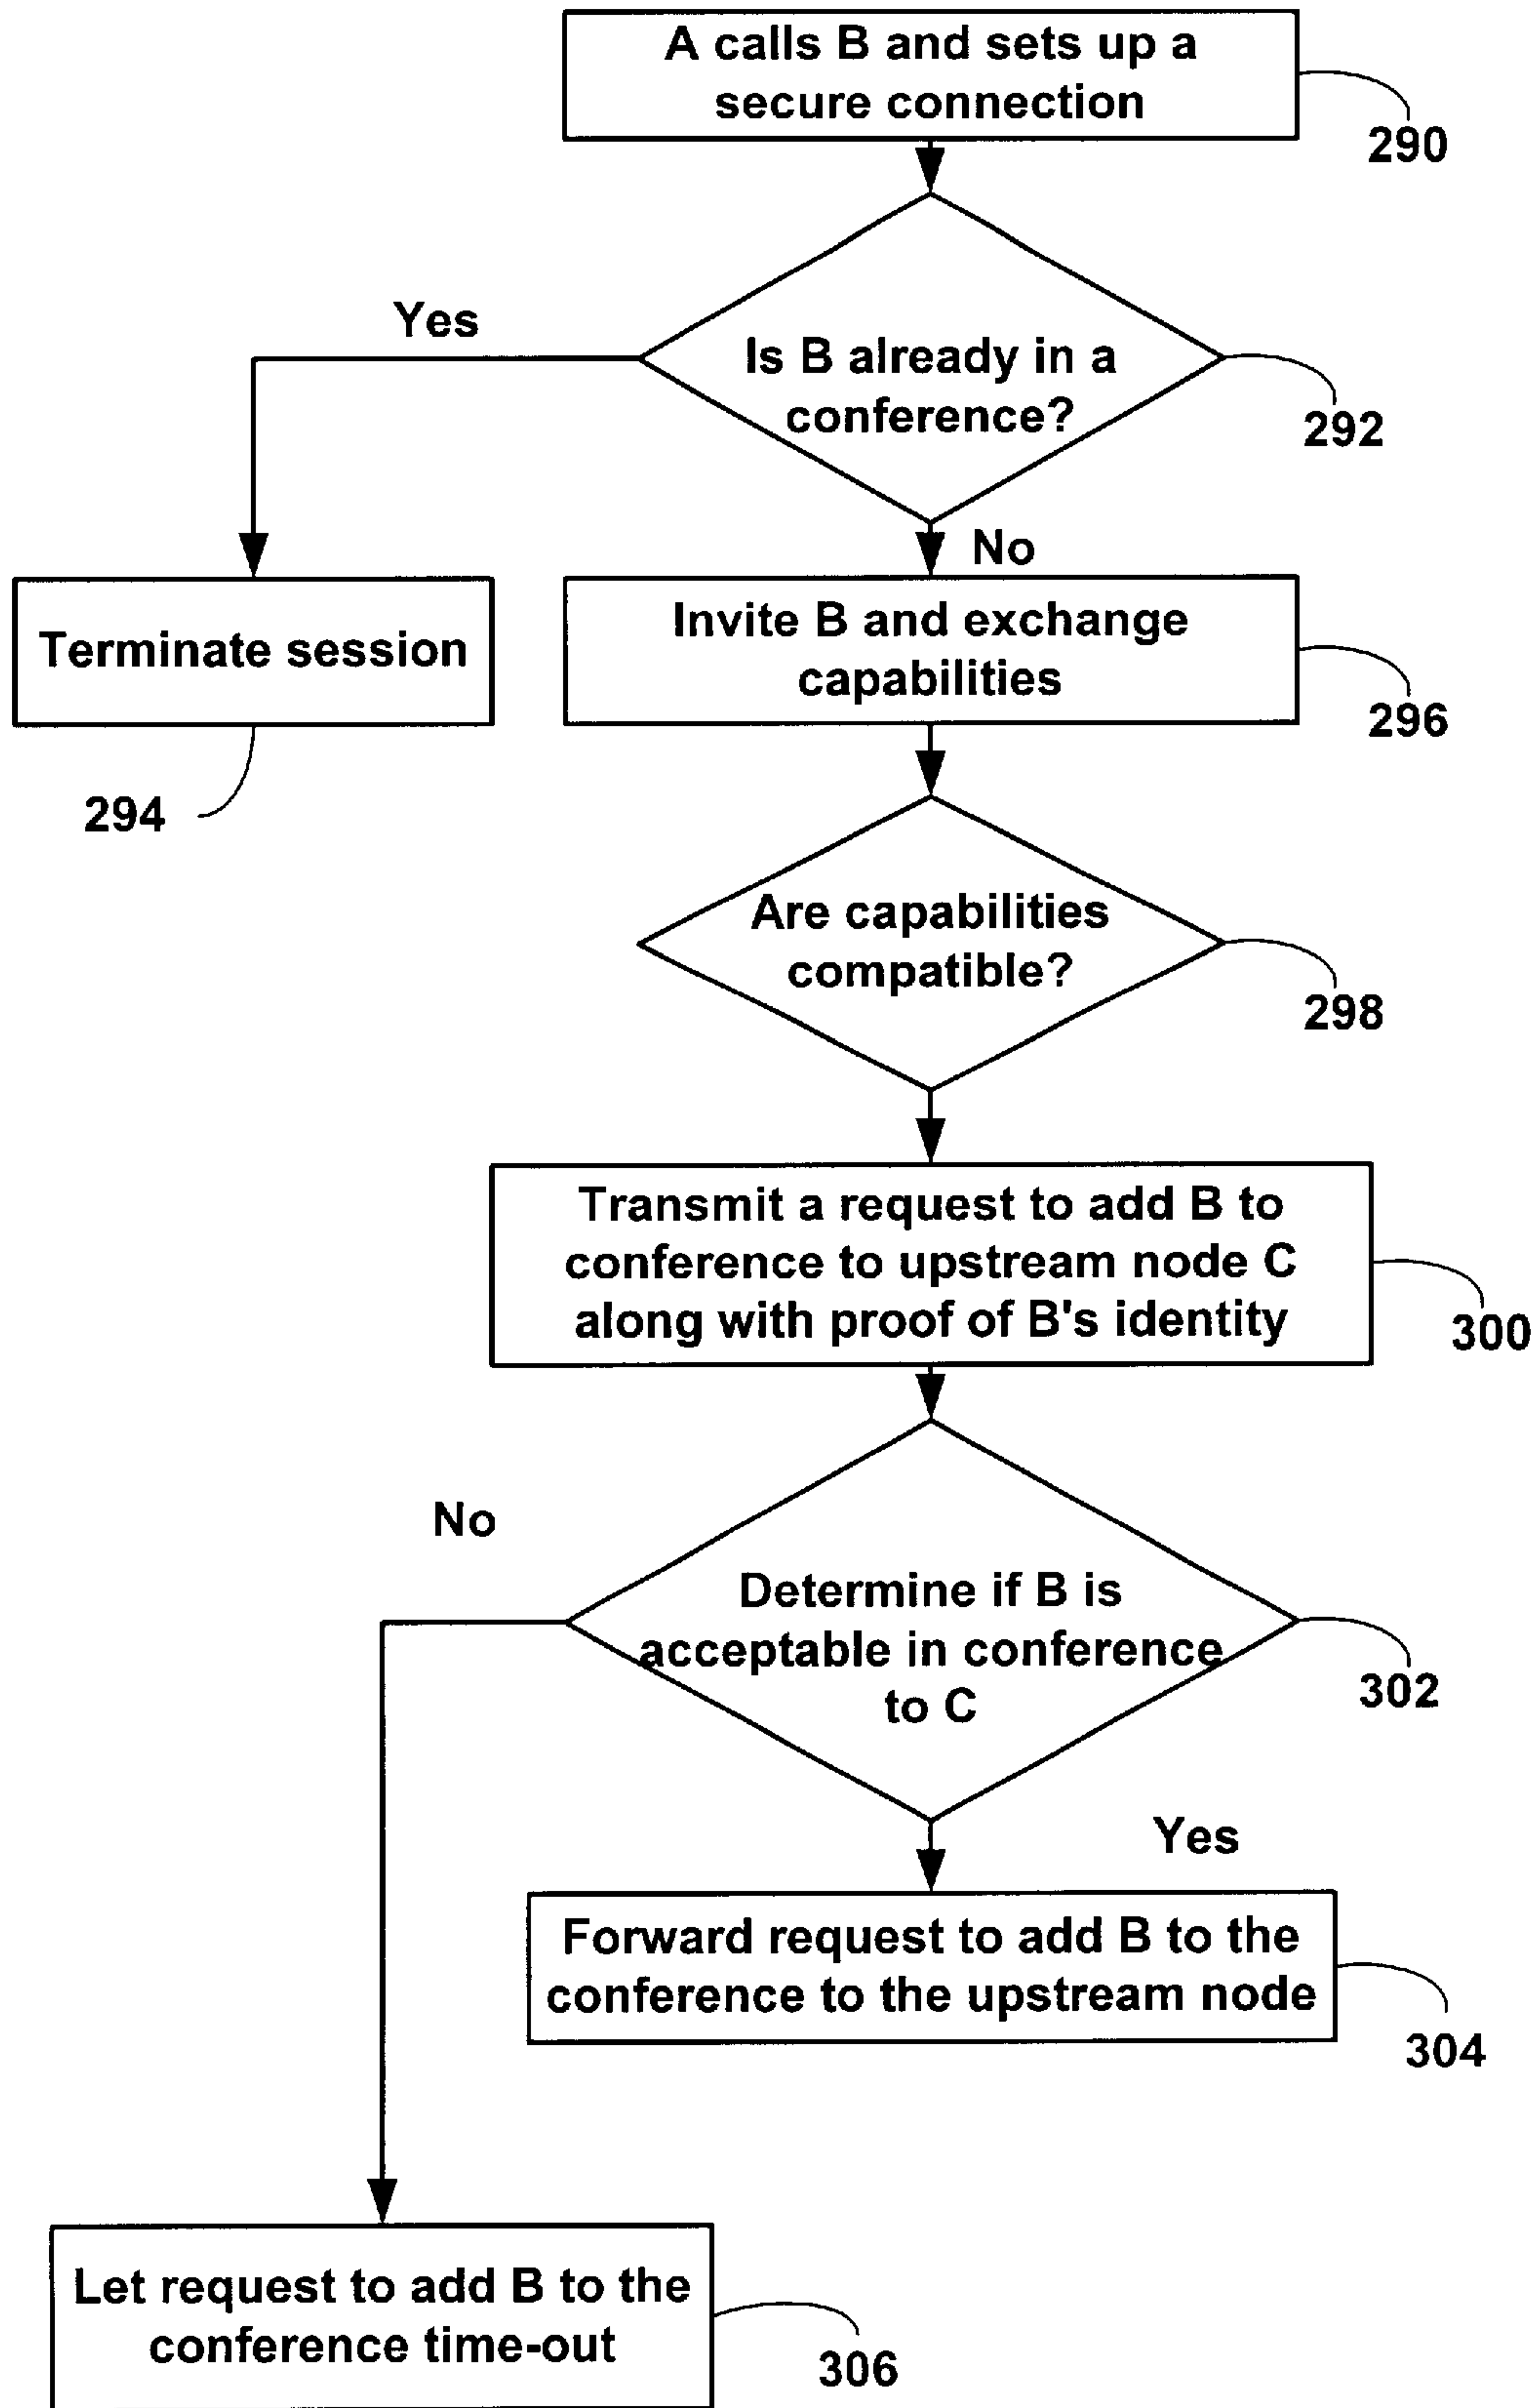 A calls B and sets up a
secure connection
290
Yes
Is B already in a
conference?
292
No
Terminate session
294
Invite B and exchange
capabilities
296
Are capabilities
compatible?
298
Transmit a request to add B to
conference to upstream node C
along with proof of B's identity
300
No
Determine if B is
acceptable in conference
to C
302
Yes
Forward request to add B to the
conference to the upstream node
304
Let request to add B to the
conference time-out
306